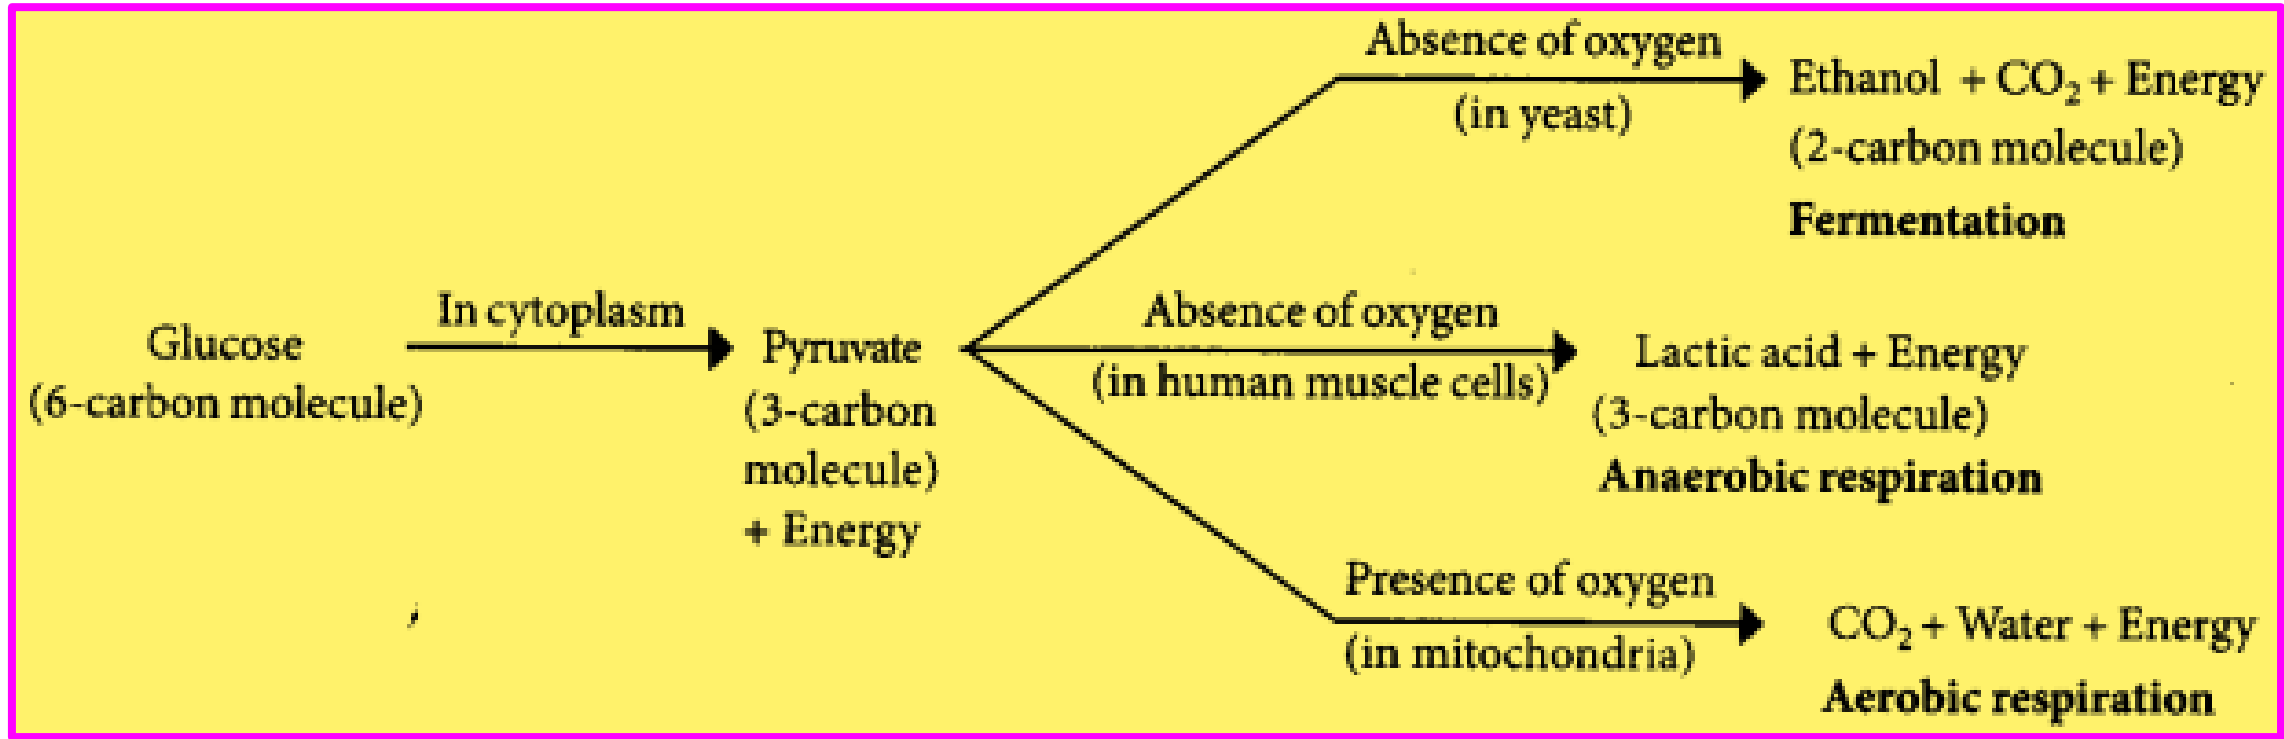 Glucose
(6-carbon molecule)
In cytoplasm
Pyruvate
(3-carbon
molecule)
+ Energy
Absence of oxygen
(in yeast)
Ethanol + CO₂ + Energy
(2-carbon molecule)
Fermentation
Absence of oxygen
(in human muscle cells)
Lactic acid + Energy
(3-carbon molecule)
Anaerobic respiration
Presence of oxygen
(in mitochondria)
CO₂ + Water + Energy
Aerobic respiration